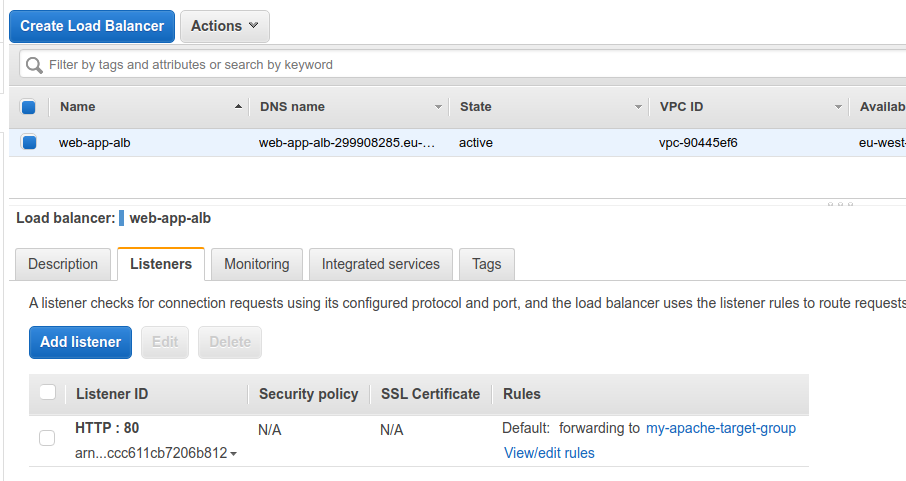 Create Load Balancer Actions
Filter by tags and attributes or search by keyword
Name DNS name State VPC ID Availab
web-app-alb web-app-alb-299908285.eu-... active vpc-90445ef6 eu-west-
Load balancer: web-app-alb
Description Listeners Monitoring Integrated services Tags
A listener checks for connection requests using its configured protocol and port, and the load balancer uses the listener rules to route requests
Add listener Edit Delete
Listener ID Security policy SSL Certificate Rules
HTTP : 80 N/A N/A Default: forwarding to my-apache-target-group
arn...ccc611cb7206b812 View/edit rules